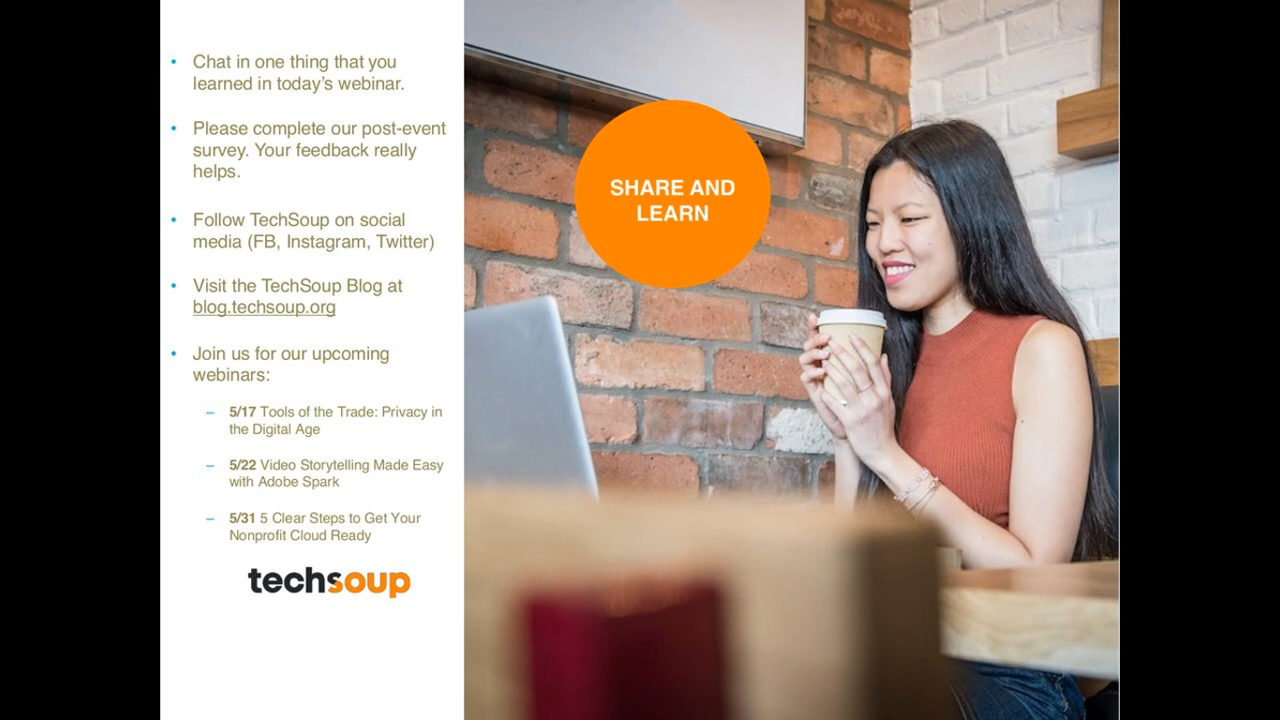 Chat in one thing that you
learned in today’s webinar.
Please complete our post-event
survey. Your feedback really
helps.
Follow TechSoup on social
media (FB, Instagram, Twitter)
Visit the TechSoup Blog at
blog.techsoup.org
Join us for our upcoming
webinars:
– 5/17 Tools of the Trade: Privacy in
the Digital Age
– 5/22 Video Storytelling Made Easy
with Adobe Spark
– 5/31 5 Clear Steps to Get Your
Nonprofit Cloud Ready
techsoup
SHARE AND
LEARN